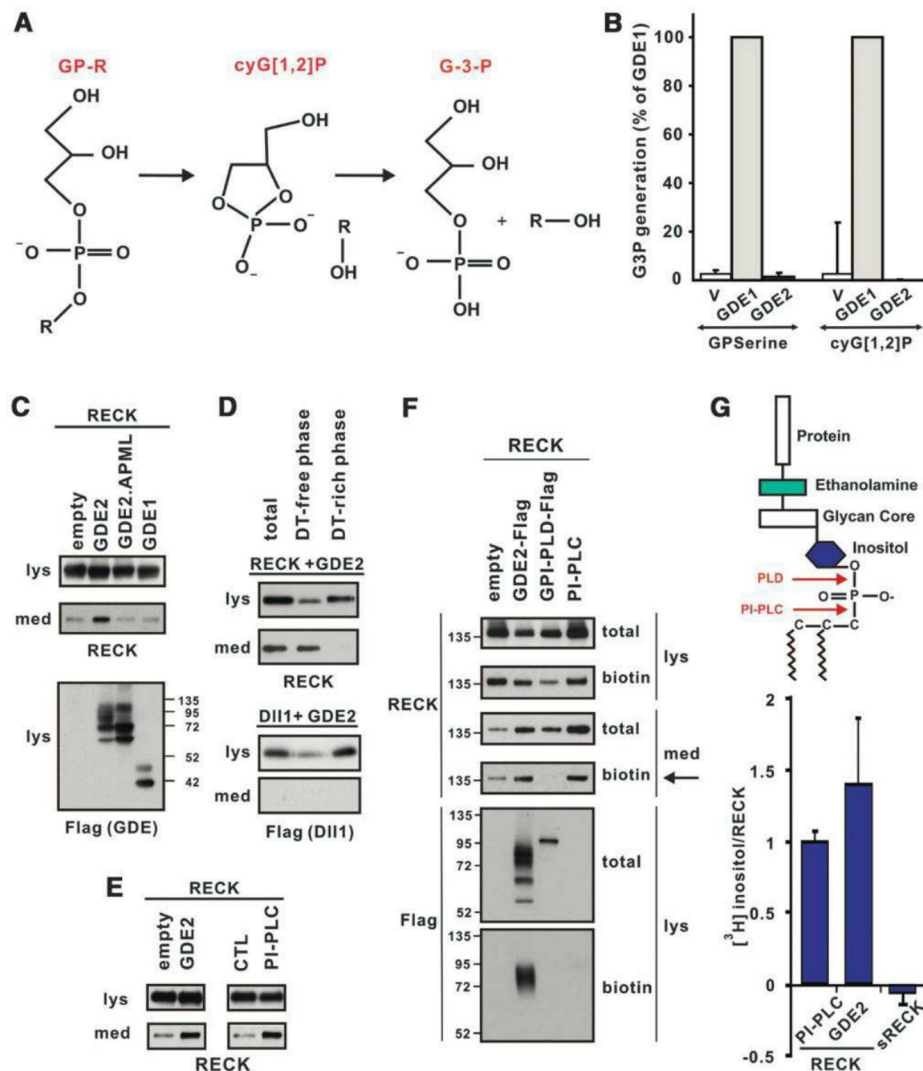 A
GP-R
cyG[1,2]P
G-3-P
OH
OH
O
⁻O
P
O
O
R
OH
O
O
P
⁻O
O⁻
R
OH
OH
OH
O
⁻O
P
O
OH
+ R—OH
B
G3P generation (% of GDE1)
100
80
60
40
20
0
V
GDE1
GDE2
V
GDE1
GDE2
GPSerine
cyG[1,2]P
C
RECK
empty
GDE2
GDE2.APML
GDE1
lys
med
RECK
lys
135
95
72
52
42
Flag (GDE)
D
total
DT-free phase
DT-rich phase
RECK +GDE2
lys
med
RECK
Dll1+ GDE2
lys
med
Flag (Dll1)
E
RECK
empty
GDE2
CTL
PI-PLC
lys
med
RECK
F
RECK
empty
GDE2-Flag
GPI-PLD-Flag
PI-PLC
RECK
135
total
135
biotin
lys
135
total
135
biotin
med
Flag
135
95
72
52
total
135
95
72
52
biotin
lys
G
Protein
Ethanolamine
Glycan Core
Inositol
PLD
O
O=P—O-
PI-PLC
O
C—C—C
[³H] inositol/RECK
2
1.5
1
0.5
0
-0.5
PI-PLC
GDE2
sRECK
RECK